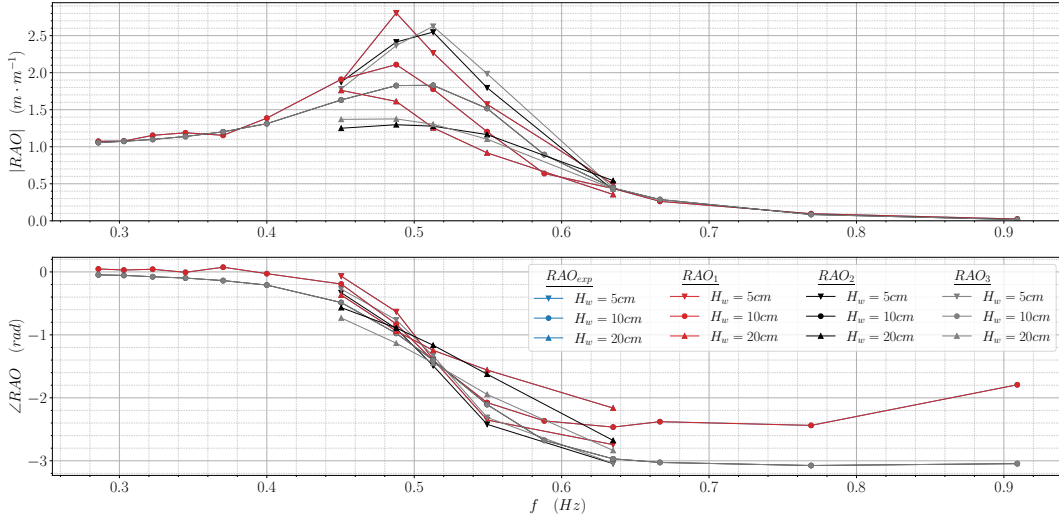 |RAO| (m · m⁻¹)
2.5
2.0
1.5
1.0
0.5
0.0
0.3 0.4 0.5 0.6 0.7 0.8 0.9
∠RAO (rad)
0
−1
−2
−3
RAO_exp RAO_1 RAO_2 RAO_3
H_w = 5cm H_w = 5cm H_w = 5cm H_w = 5cm
H_w = 10cm H_w = 10cm H_w = 10cm H_w = 10cm
H_w = 20cm H_w = 20cm H_w = 20cm H_w = 20cm
0.3 0.4 0.5 0.6 0.7 0.8 0.9
f (Hz)